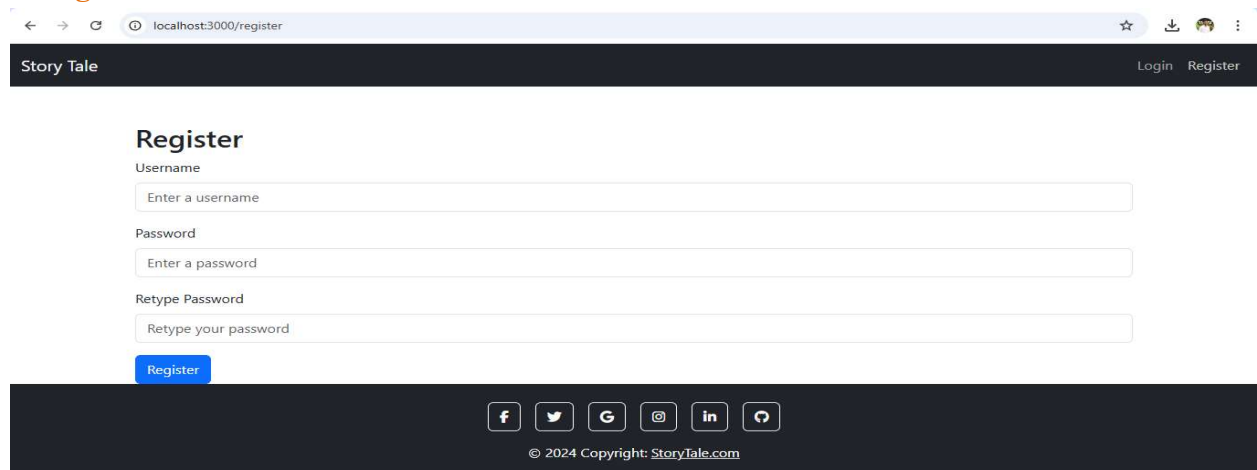 localhost:3000/register
Story Tale
Login Register
Register
Username
Enter a username
Password
Enter a password
Retype Password
Retype your password
Register
© 2024 Copyright: StoryTale.com